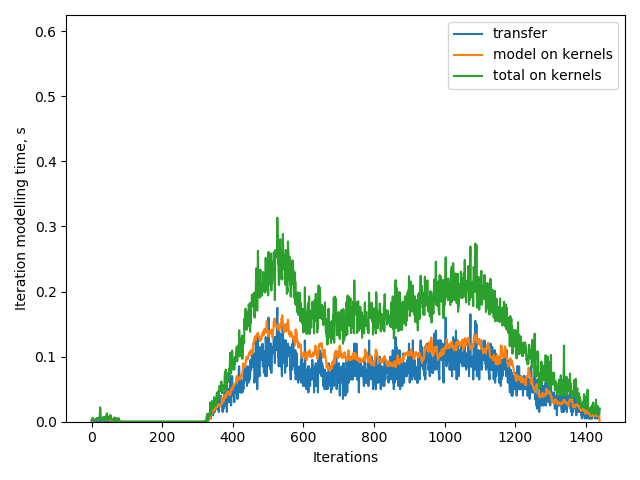 transfer
model on kernels
total on kernels
Iteration modelling time, s
0.6
0.5
0.4
0.3
0.2
0.1
0.0
0 200 400 600 800 1000 1200 1400
Iterations